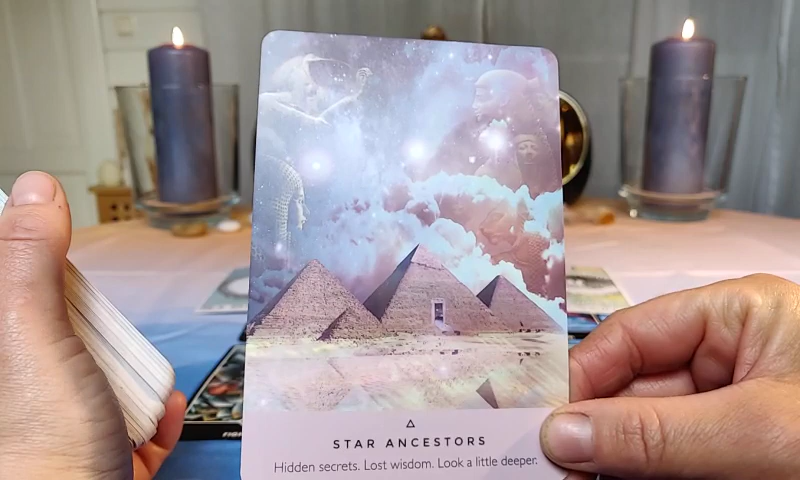 STAR ANCESTORS
Hidden secrets. Lost wisdom. Look a little deeper.